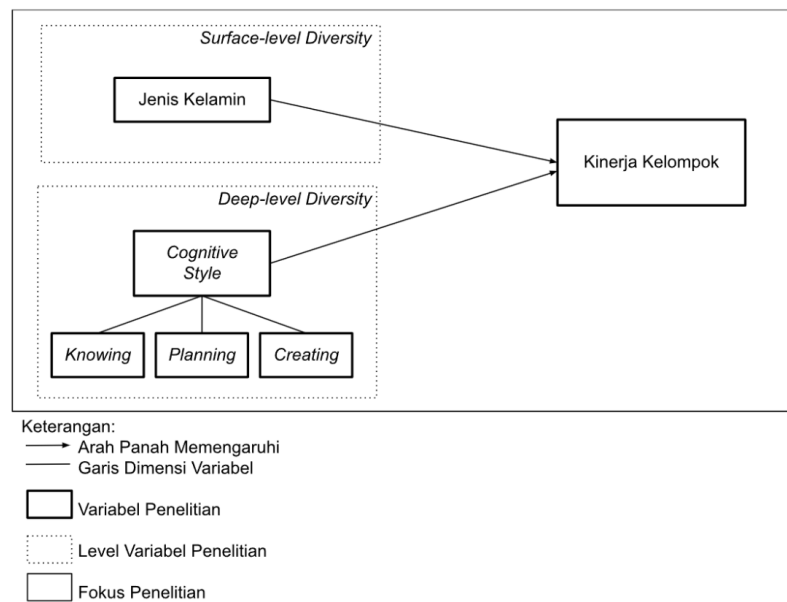 Surface-level Diversity
Jenis Kelamin
Kinerja Kelompok
Deep-level Diversity
Cognitive
Style
Knowing
Planning
Creating
Keterangan:
Arah Panah Memengaruhi
Garis Dimensi Variabel
Variabel Penelitian
Level Variabel Penelitian
Fokus Penelitian